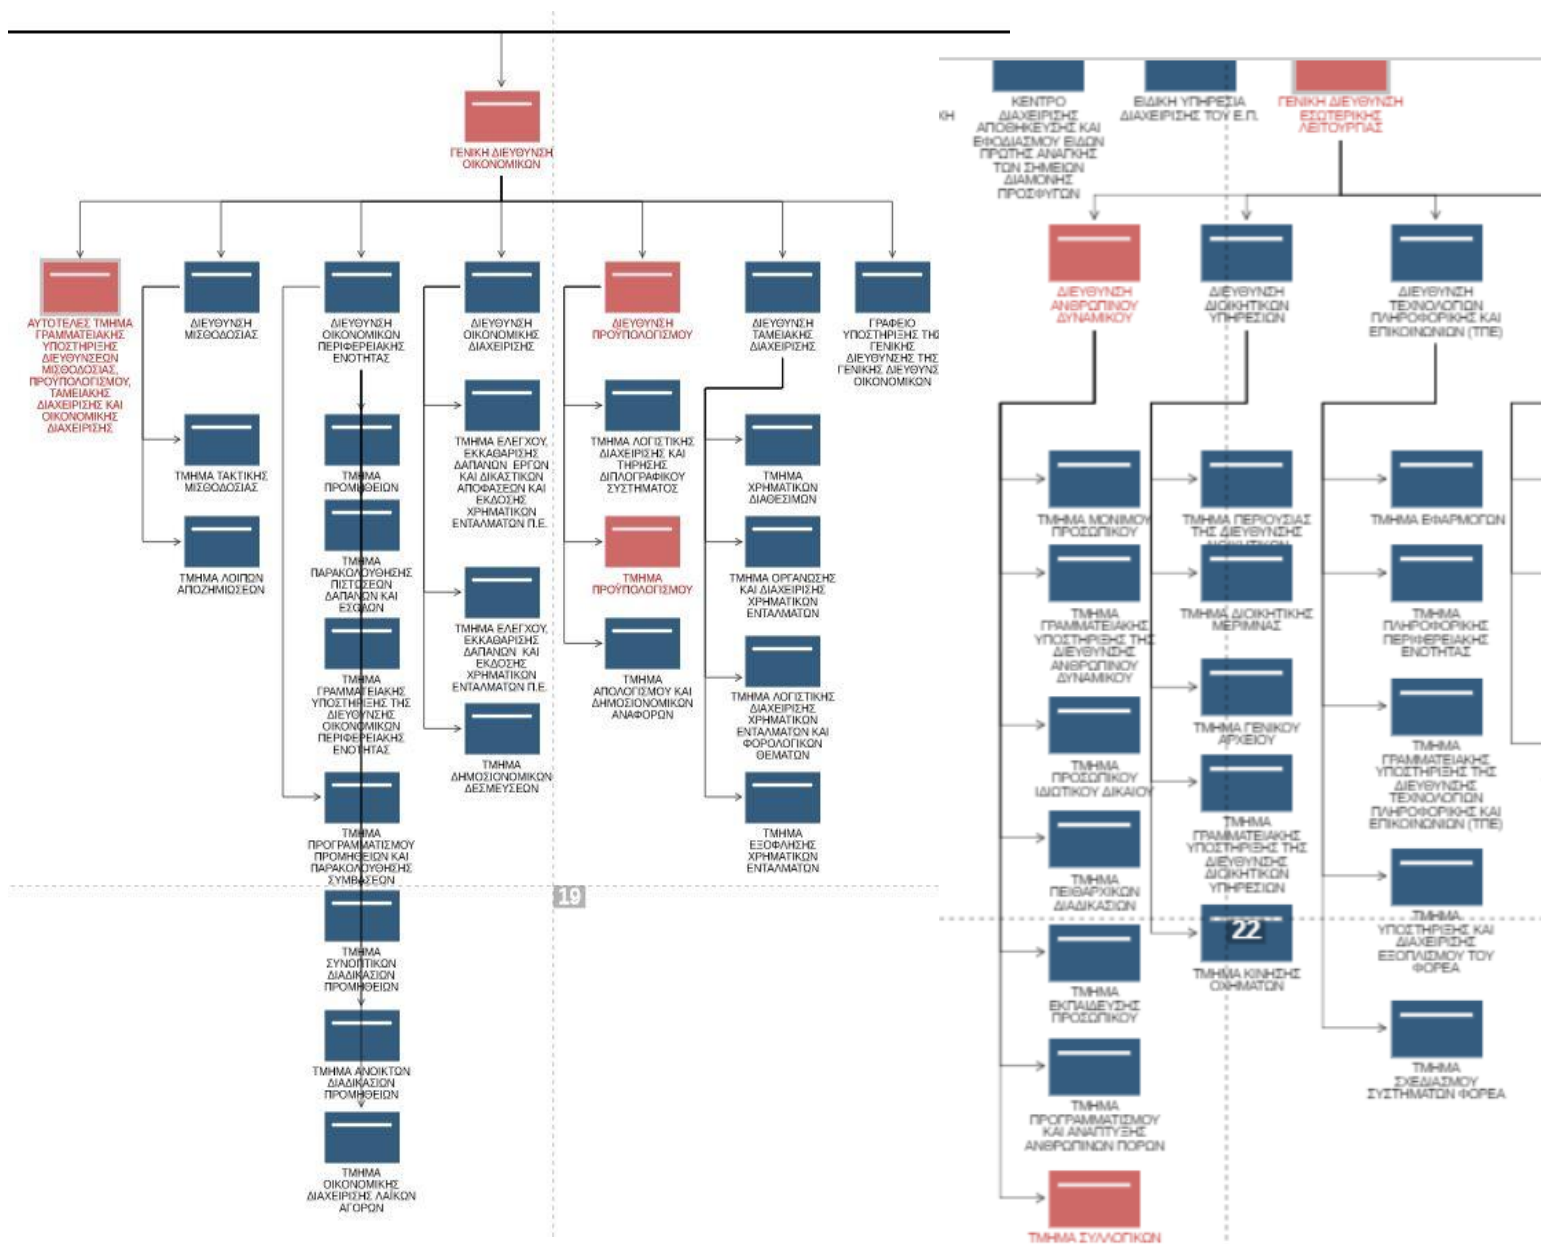 ΓΕΝΙΚΗ ΔΙΕΥΘΥΝΣΗ
ΟΙΚΟΝΟΜΙΚΩΝ
ΑΥΤΟΤΕΛΕΣ ΤΜΗΜΑ
ΓΡΑΜΜΑΤΕΙΑΚΗΣ
ΥΠΟΣΤΗΡΙΞΗΣ
ΔΙΕΥΘΥΝΣΕΩΝ
ΜΙΣΘΟΔΟΣΙΑΣ,
ΠΡΟΫΠΟΛΟΓΙΣΜΟΥ,
ΤΑΜΕΙΑΚΗΣ
ΔΙΑΧΕΙΡΙΣΗΣ ΚΑΙ
ΟΙΚΟΝΟΜΙΚΗΣ
ΔΙΑΧΕΙΡΙΣΗΣ
ΔΙΕΥΘΥΝΣΗ
ΜΙΣΘΟΔΟΣΙΑΣ
ΤΜΗΜΑ ΤΑΚΤΙΚΗΣ
ΜΙΣΘΟΔΟΣΙΑΣ
ΤΜΗΜΑ ΛΟΙΠΩΝ
ΑΠΟΖΗΜΙΩΣΕΩΝ
ΔΙΕΥΘΥΝΣΗ
ΟΙΚΟΝΟΜΙΚΩΝ
ΠΕΡΙΦΕΡΕΙΑΚΗΣ
ΕΝΟΤΗΤΑΣ
ΤΜΗΜΑ
ΠΡΟΜΗΘΕΙΩΝ
ΤΜΗΜΑ
ΠΑΡΑΚΟΛΟΥΘΗΣΗΣ
ΠΙΣΤΩΣΕΩΝ
ΔΑΠΑΝΩΝ ΚΑΙ
ΕΣΟΔΩΝ
ΤΜΗΜΑ
ΓΡΑΜΜΑΤΕΙΑΚΗΣ
ΥΠΟΣΤΗΡΙΞΗΣ ΤΗΣ
ΔΙΕΥΘΥΝΣΗΣ
ΟΙΚΟΝΟΜΙΚΩΝ
ΠΕΡΙΦΕΡΕΙΑΚΗΣ
ΕΝΟΤΗΤΑΣ
ΤΜΗΜΑ
ΠΡΟΓΡΑΜΜΑΤΙΣΜΟΥ
ΠΡΟΜΗΘΕΙΩΝ ΚΑΙ
ΠΑΡΑΚΟΛΟΥΘΗΣΗΣ
ΣΥΜΒΑΣΕΩΝ
ΤΜΗΜΑ
ΣΥΝΟΠΤΙΚΩΝ
ΔΙΑΔΙΚΑΣΙΩΝ
ΠΡΟΜΗΘΕΙΩΝ
ΤΜΗΜΑ ΑΝΟΙΚΤΩΝ
ΔΙΑΔΙΚΑΣΙΩΝ
ΠΡΟΜΗΘΕΙΩΝ
ΤΜΗΜΑ
ΟΙΚΟΝΟΜΙΚΗΣ
ΔΙΑΧΕΙΡΙΣΗΣ ΛΑΪΚΩΝ
ΑΓΟΡΩΝ
ΔΙΕΥΘΥΝΣΗ
ΟΙΚΟΝΟΜΙΚΗΣ
ΔΙΑΧΕΙΡΙΣΗΣ
ΤΜΗΜΑ ΕΛΕΓΧΟΥ,
ΕΚΚΑΘΑΡΙΣΗΣ
ΔΑΠΑΝΩΝ ΕΡΓΩΝ
ΚΑΙ ΔΙΚΑΣΤΙΚΩΝ
ΑΠΟΦΑΣΕΩΝ ΚΑΙ
ΕΚΔΟΣΗΣ
ΧΡΗΜΑΤΙΚΩΝ
ΕΝΤΑΛΜΑΤΩΝ Π.Ε.
ΤΜΗΜΑ ΕΛΕΓΧΟΥ,
ΕΚΚΑΘΑΡΙΣΗΣ
ΔΑΠΑΝΩΝ ΚΑΙ
ΕΚΔΟΣΗΣ
ΧΡΗΜΑΤΙΚΩΝ
ΕΝΤΑΛΜΑΤΩΝ Π.Ε.
ΤΜΗΜΑ
ΔΗΜΟΣΙΟΝΟΜΙΚΩΝ
ΔΕΣΜΕΥΣΕΩΝ
ΔΙΕΥΘΥΝΣΗ
ΠΡΟΫΠΟΛΟΓΙΣΜΟΥ
ΤΜΗΜΑ ΛΟΓΙΣΤΙΚΗΣ
ΔΙΑΧΕΙΡΙΣΗΣ ΚΑΙ
ΤΗΡΗΣΗΣ
ΔΙΠΛΟΓΡΑΦΙΚΟΥ
ΣΥΣΤΗΜΑΤΟΣ
ΤΜΗΜΑ
ΠΡΟΫΠΟΛΟΓΙΣΜΟΥ
ΤΜΗΜΑ
ΑΠΟΛΟΓΙΣΜΟΥ ΚΑΙ
ΔΗΜΟΣΙΟΝΟΜΙΚΩΝ
ΑΝΑΦΟΡΩΝ
ΔΙΕΥΘΥΝΣΗ
ΤΑΜΕΙΑΚΗΣ
ΔΙΑΧΕΙΡΙΣΗΣ
ΤΜΗΜΑ
ΧΡΗΜΑΤΙΚΩΝ
ΔΙΑΘΕΣΙΜΩΝ
ΤΜΗΜΑ ΟΡΓΑΝΩΣΗΣ
ΚΑΙ ΔΙΑΧΕΙΡΙΣΗΣ
ΧΡΗΜΑΤΙΚΩΝ
ΕΝΤΑΛΜΑΤΩΝ
ΤΜΗΜΑ ΛΟΓΙΣΤΙΚΗΣ
ΔΙΑΧΕΙΡΙΣΗΣ
ΧΡΗΜΑΤΙΚΩΝ
ΕΝΤΑΛΜΑΤΩΝ ΚΑΙ
ΦΟΡΟΛΟΓΙΚΩΝ
ΘΕΜΑΤΩΝ
ΤΜΗΜΑ
ΕΞΟΦΛΗΣΗΣ
ΧΡΗΜΑΤΙΚΩΝ
ΕΝΤΑΛΜΑΤΩΝ
ΓΡΑΦΕΙΟ
ΥΠΟΣΤΗΡΙΞΗΣ ΤΗΣ
ΓΕΝΙΚΗΣ
ΔΙΕΥΘΥΝΣΗΣ ΤΗΣ
ΓΕΝΙΚΗΣ ΔΙΕΥΘΥΝΣ
ΟΙΚΟΝΟΜΙΚΩΝ
19
ΚΗ
ΚΕΝΤΡΟ
ΔΙΑΧΕΙΡΙΣΗΣ
ΑΠΟΘΗΚΕΥΣΗΣ ΚΑΙ
ΕΦΟΔΙΑΣΜΟΥ ΕΙΔΩΝ
ΠΡΩΤΗΣ ΑΝΑΓΚΗΣ
ΤΩΝ ΣΗΜΕΙΩΝ
ΔΙΑΜΟΝΗΣ
ΠΡΟΣΦΥΓΩΝ
ΕΙΔΙΚΗ ΥΠΗΡΕΣΙΑ
ΔΙΑΧΕΙΡΙΣΗΣ ΤΟΥ Ε.Π.
ΓΕΝΙΚΗ ΔΙΕΥΘΥΝΣΗ
ΕΣΩΤΕΡΙΚΗΣ
ΛΕΙΤΟΥΡΓΙΑΣ
ΔΙΕΥΘΥΝΣΗ
ΑΝΘΡΩΠΙΝΟΥ
ΔΥΝΑΜΙΚΟΥ
ΤΜΗΜΑ ΜΟΝΙΜΟΥ
ΠΡΟΣΩΠΙΚΟΥ
ΤΜΗΜΑ
ΓΡΑΜΜΑΤΕΙΑΚΗΣ
ΥΠΟΣΤΗΡΙΞΗΣ ΤΗΣ
ΔΙΕΥΘΥΝΣΗΣ
ΑΝΘΡΩΠΙΝΟΥ
ΔΥΝΑΜΙΚΟΥ
ΤΜΗΜΑ
ΠΡΟΣΩΠΙΚΟΥ
ΙΔΙΩΤΙΚΟΥ ΔΙΚΑΙΟΥ
ΤΜΗΜΑ
ΠΕΙΘΑΡΧΙΚΩΝ
ΔΙΑΔΙΚΑΣΙΩΝ
ΤΜΗΜΑ
ΕΚΠΑΙΔΕΥΣΗΣ
ΠΡΟΣΩΠΙΚΟΥ
ΤΜΗΜΑ
ΠΡΟΓΡΑΜΜΑΤΙΣΜΟΥ
ΚΑΙ ΑΝΑΠΤΥΞΗΣ
ΑΝΘΡΩΠΙΝΩΝ ΠΟΡΩΝ
ΤΜΗΜΑ ΣΥΛΛΟΓΙΚΩΝ
ΔΙΕΥΘΥΝΣΗ
ΔΙΟΙΚΗΤΙΚΩΝ
ΥΠΗΡΕΣΙΩΝ
ΤΜΗΜΑ ΠΕΡΙΟΥΣΙΑΣ
ΤΗΣ ΔΙΕΥΘΥΝΣΗΣ
ΔΙΟΙΚΗΤΙΚΩΝ
ΤΜΗΜΑ ΔΙΟΙΚΗΤΙΚΗΣ
ΜΕΡΙΜΝΑΣ
ΤΜΗΜΑ ΓΕΝΙΚΟΥ
ΑΡΧΕΙΟΥ
ΤΜΗΜΑ
ΓΡΑΜΜΑΤΕΙΑΚΗΣ
ΥΠΟΣΤΗΡΙΞΗΣ ΤΗΣ
ΔΙΕΥΘΥΝΣΗΣ
ΔΙΟΙΚΗΤΙΚΩΝ
ΥΠΗΡΕΣΙΩΝ
22
ΤΜΗΜΑ ΚΙΝΗΣΗΣ
ΟΧΗΜΑΤΩΝ
ΔΙΕΥΘΥΝΣΗ
ΤΕΧΝΟΛΟΓΙΩΝ
ΠΛΗΡΟΦΟΡΙΚΗΣ ΚΑΙ
ΕΠΙΚΟΙΝΩΝΙΩΝ (ΤΠΕ)
ΤΜΗΜΑ ΕΦΑΡΜΟΓΩΝ
ΤΜΗΜΑ
ΠΛΗΡΟΦΟΡΙΚΗΣ
ΠΕΡΙΦΕΡΕΙΑΚΗΣ
ΕΝΟΤΗΤΑΣ
ΤΜΗΜΑ
ΓΡΑΜΜΑΤΕΙΑΚΗΣ
ΥΠΟΣΤΗΡΙΞΗΣ ΤΗΣ
ΔΙΕΥΘΥΝΣΗΣ
ΤΕΧΝΟΛΟΓΙΩΝ
ΠΛΗΡΟΦΟΡΙΚΗΣ ΚΑΙ
ΕΠΙΚΟΙΝΩΝΙΩΝ (ΤΠΕ)
ΤΜΗΜΑ
ΥΠΟΣΤΗΡΙΞΗΣ ΚΑΙ
ΔΙΑΧΕΙΡΙΣΗΣ
ΕΞΟΠΛΙΣΜΟΥ ΤΟΥ
ΦΟΡΕΑ
ΤΜΗΜΑ
ΣΧΕΔΙΑΣΜΟΥ
ΣΥΣΤΗΜΑΤΩΝ ΦΟΡΕΑ